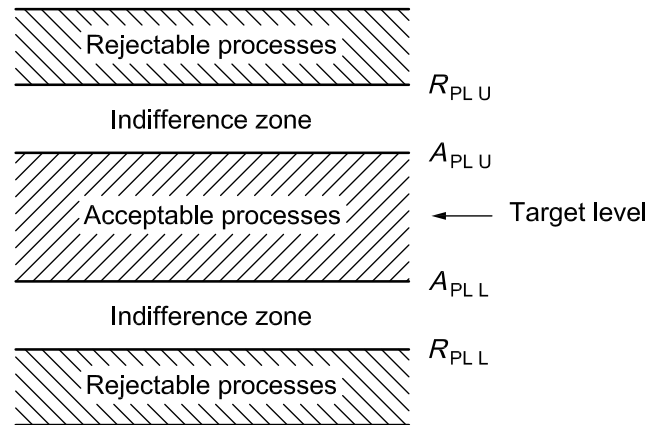 Rejectable processes
R_PL U
Indifference zone
A_PL U
Acceptable processes
Target level
A_PL L
Indifference zone
R_PL L
Rejectable processes